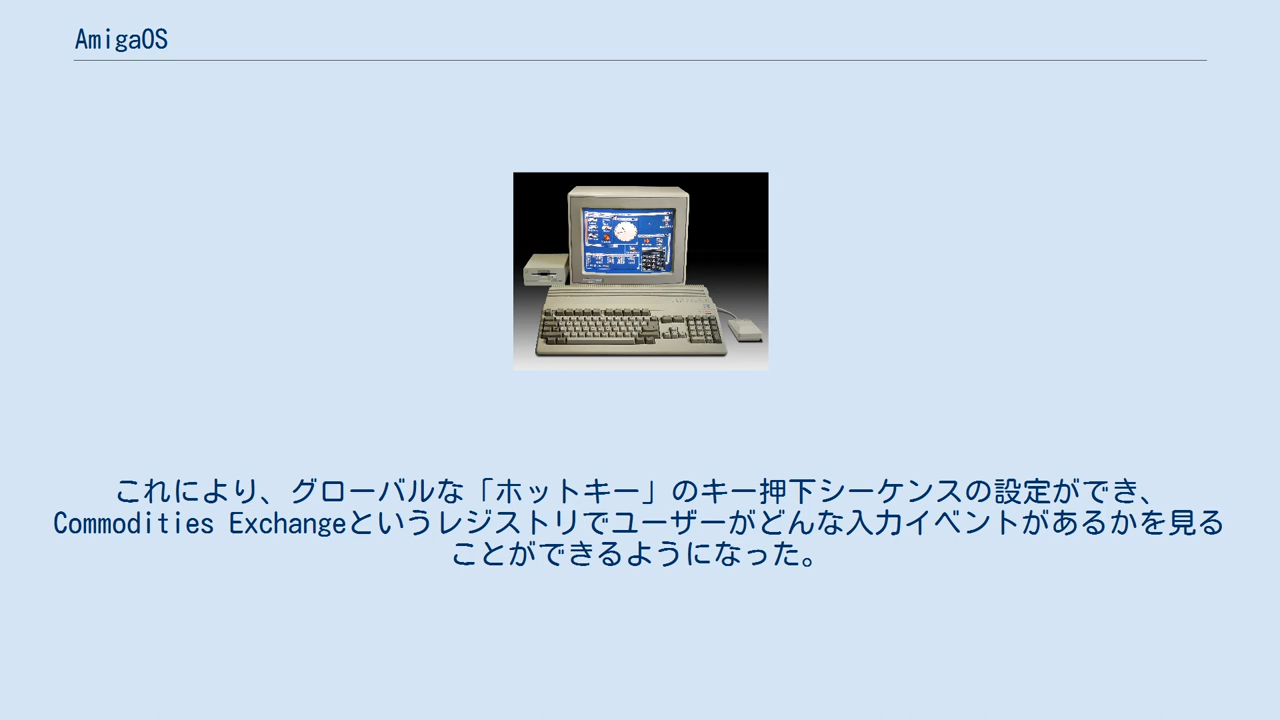 AmigaOS
これにより、グローバルな「ホットキー」のキー押下シーケンスの設定ができ、
Commodities Exchangeというレジストリでユーザーがどんな入力イベントがあるかを見る
ことができるようになった。